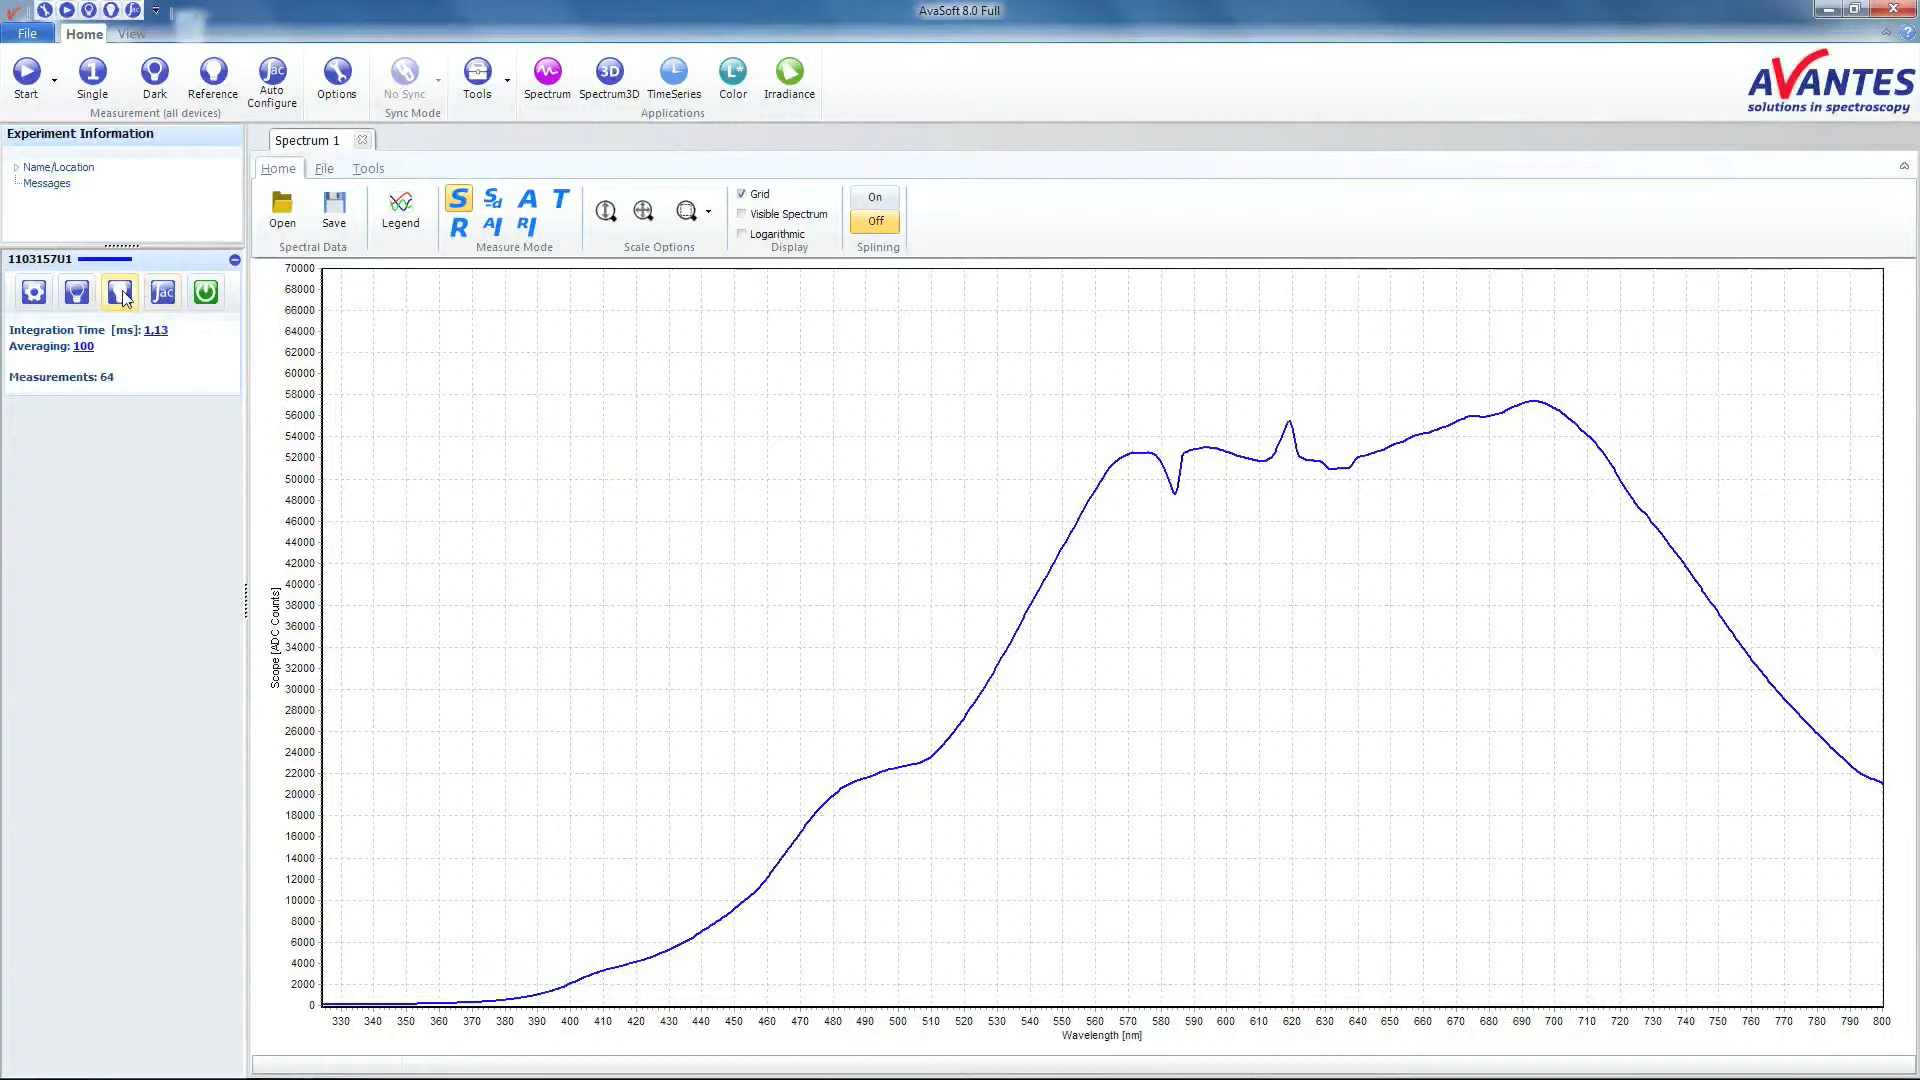 AvaSoft 8.0 Full
File Home View
Start Single Dark Reference Auto Configure Options No Sync Tools Spectrum Spectrum3D TimeSeries Color Irradiance
1 Jac 3D L*
Measurement (all devices) Sync Mode Applications
AVANTES
solutions in spectroscopy
Experiment Information
Name/Location
Messages
Spectrum 1
Home File Tools
Open Save Legend
S Sd A T
R AI RI
Grid
Visible Spectrum
Logarithmic
On
Off
Spectral Data Measure Mode Scale Options Display Splining
1103157U1
Jac
Integration Time [ms]: 1,13
Averaging: 100
Measurements: 64
70000
68000
66000
64000
62000
60000
58000
56000
54000
52000
50000
48000
46000
44000
42000
40000
38000
36000
34000
32000
30000
28000
26000
24000
22000
20000
18000
16000
14000
12000
10000
8000
6000
4000
2000
0
Scope [ADC Counts]
330 340 350 360 370 380 390 400 410 420 430 440 450 460 470 480 490 500 510 520 530 540 550 560 570 580 590 600 610 620 630 640 650 660 670 680 690 700 710 720 730 740 750 760 770 780 790 800
Wavelength [nm]